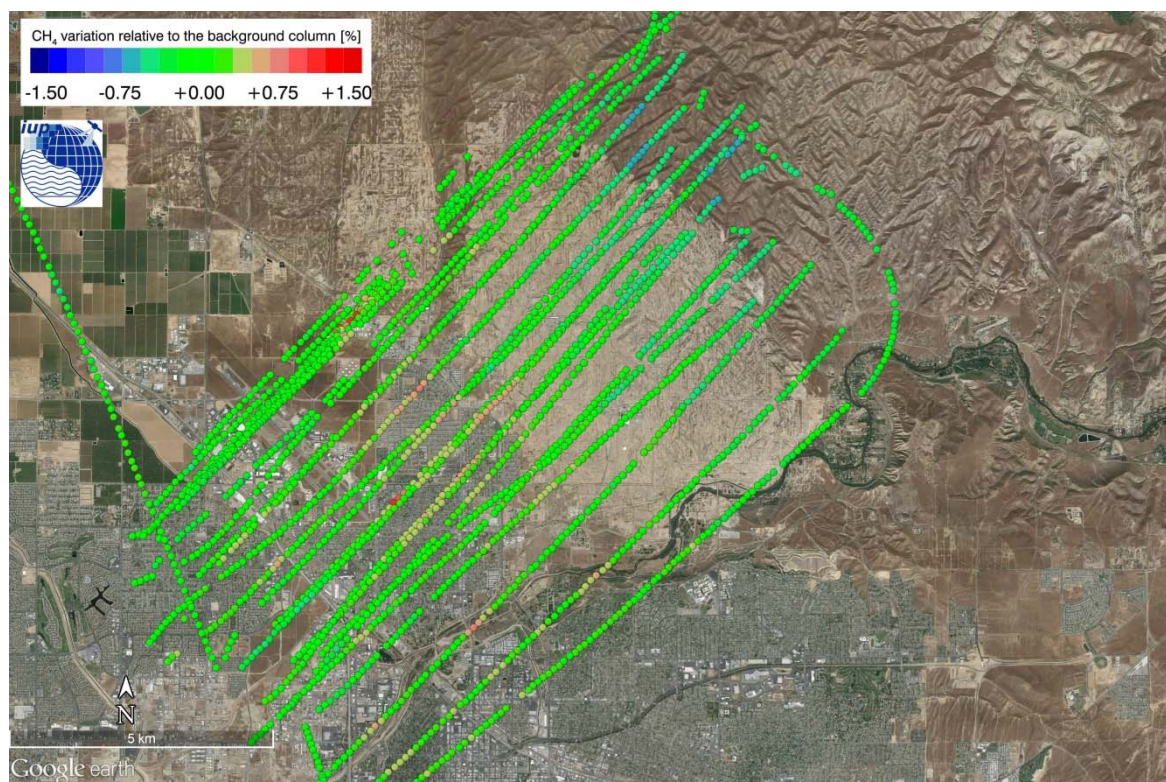 CH₄ variation relative to the background column [%]
-1.50 -0.75 +0.00 +0.75 +1.50
iup
N
5 km
Google earth